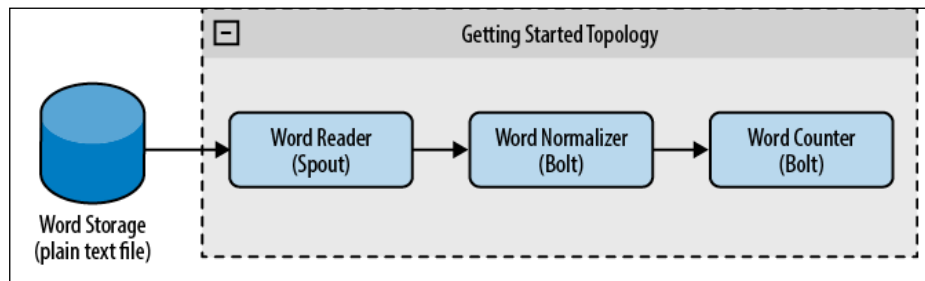 Getting Started Topology
Word Reader
(Spout)
Word Normalizer
(Bolt)
Word Counter
(Bolt)
Word Storage
(plain text file)